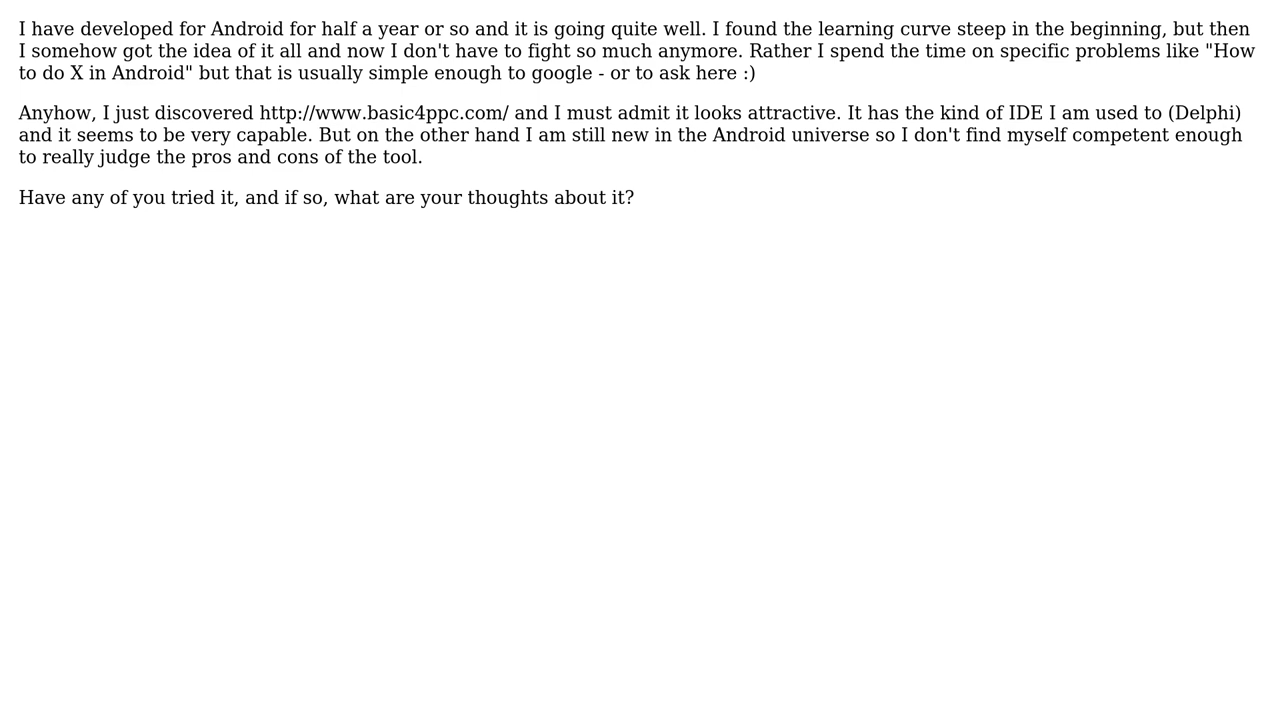 I have developed for Android for half a year or so and it is going quite well. I found the learning curve steep in the beginning, but then
I somehow got the idea of it all and now I don't have to fight so much anymore. Rather I spend the time on specific problems like "How
to do X in Android" but that is usually simple enough to google - or to ask here :)
Anyhow, I just discovered http://www.basic4ppc.com/ and I must admit it looks attractive. It has the kind of IDE I am used to (Delphi)
and it seems to be very capable. But on the other hand I am still new in the Android universe so I don't find myself competent enough
to really judge the pros and cons of the tool.
Have any of you tried it, and if so, what are your thoughts about it?